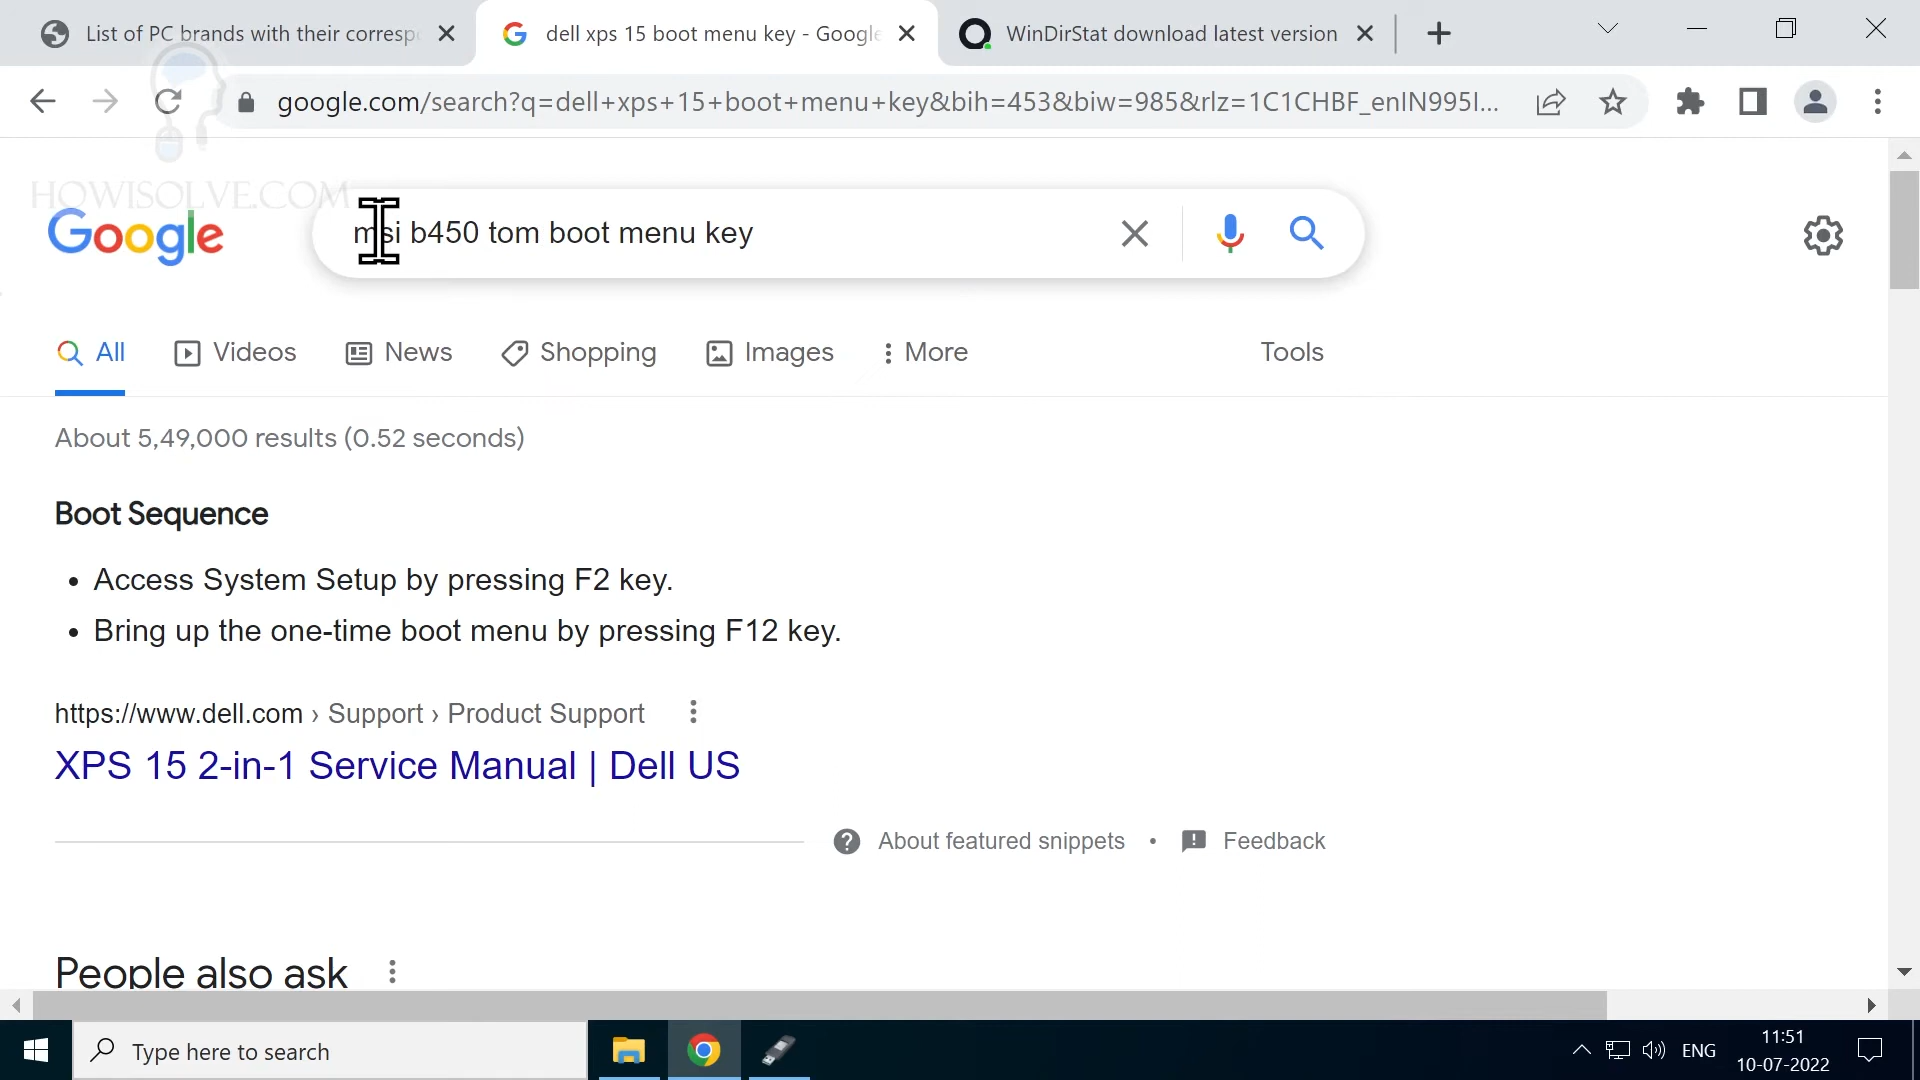 List of PC brands with their corresp
dell xps 15 boot menu key - Google
WinDirStat download latest version
google.com/search?q=dell+xps+15+boot+menu+key&bih=453&biw=985&rlz=1C1CHBF_enIN995I...
HOWISOLVE.COM
Google
msi b450 tom boot menu key
All
Videos
News
Shopping
Images
More
Tools
About 5,49,000 results (0.52 seconds)
Boot Sequence
• Access System Setup by pressing F2 key.
• Bring up the one-time boot menu by pressing F12 key.
https://www.dell.com › Support › Product Support
XPS 15 2-in-1 Service Manual | Dell US
About featured snippets • Feedback
People also ask
Type here to search
ENG
11:51
10-07-2022